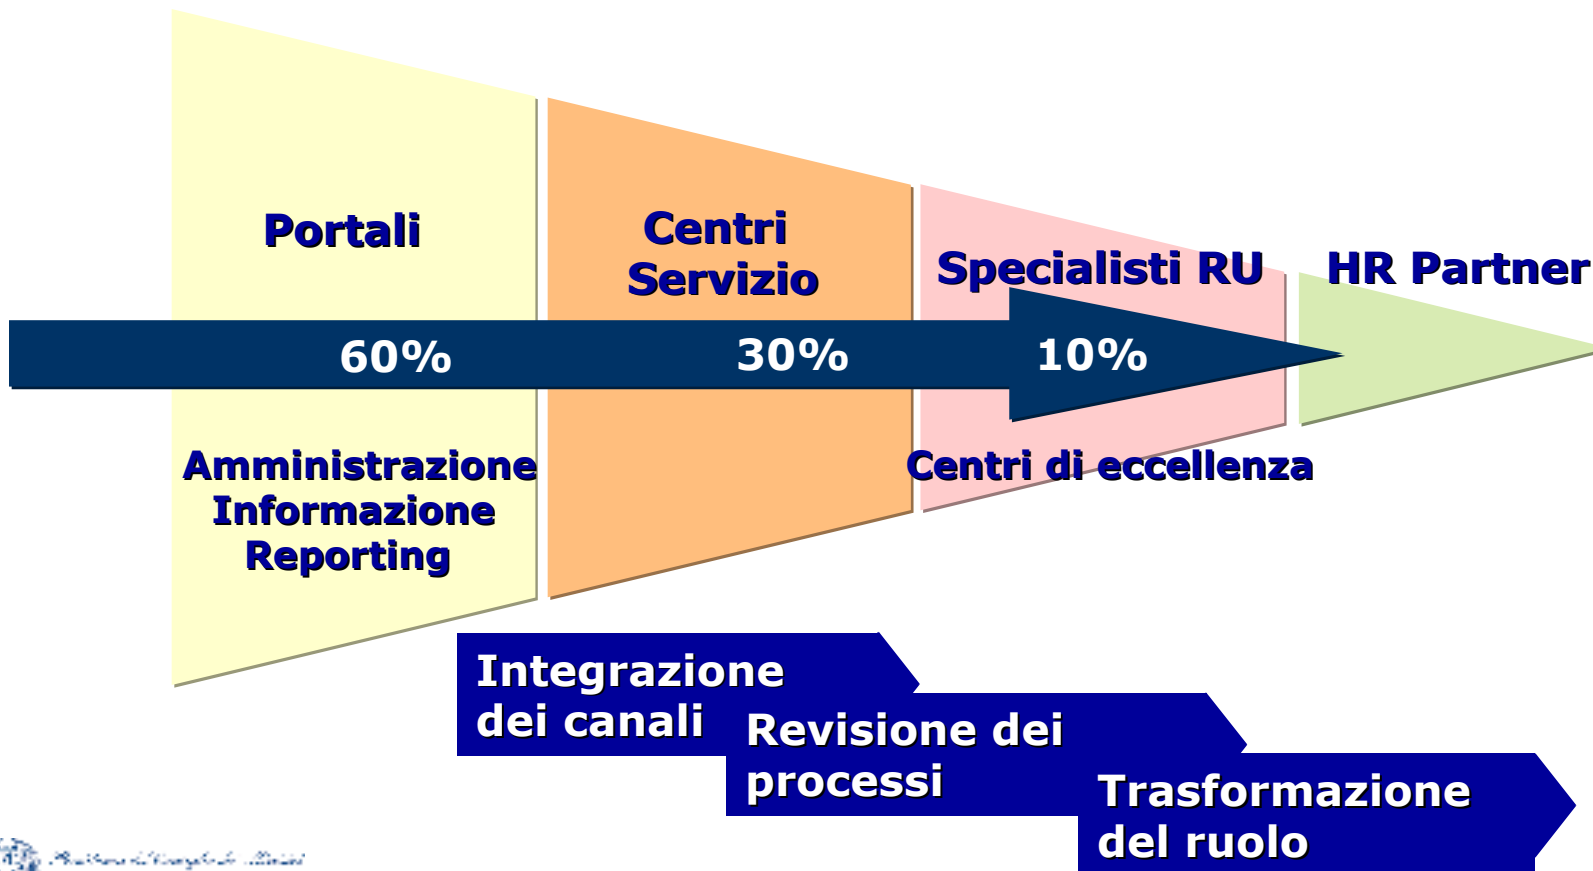 Portali
Centri
Servizio
Specialisti RU
HR Partner
60%
30%
10%
Amministrazione
Informazione
Reporting
Centri di eccellenza
Integrazione
dei canali
Revisione dei
processi
Trasformazione
del ruolo